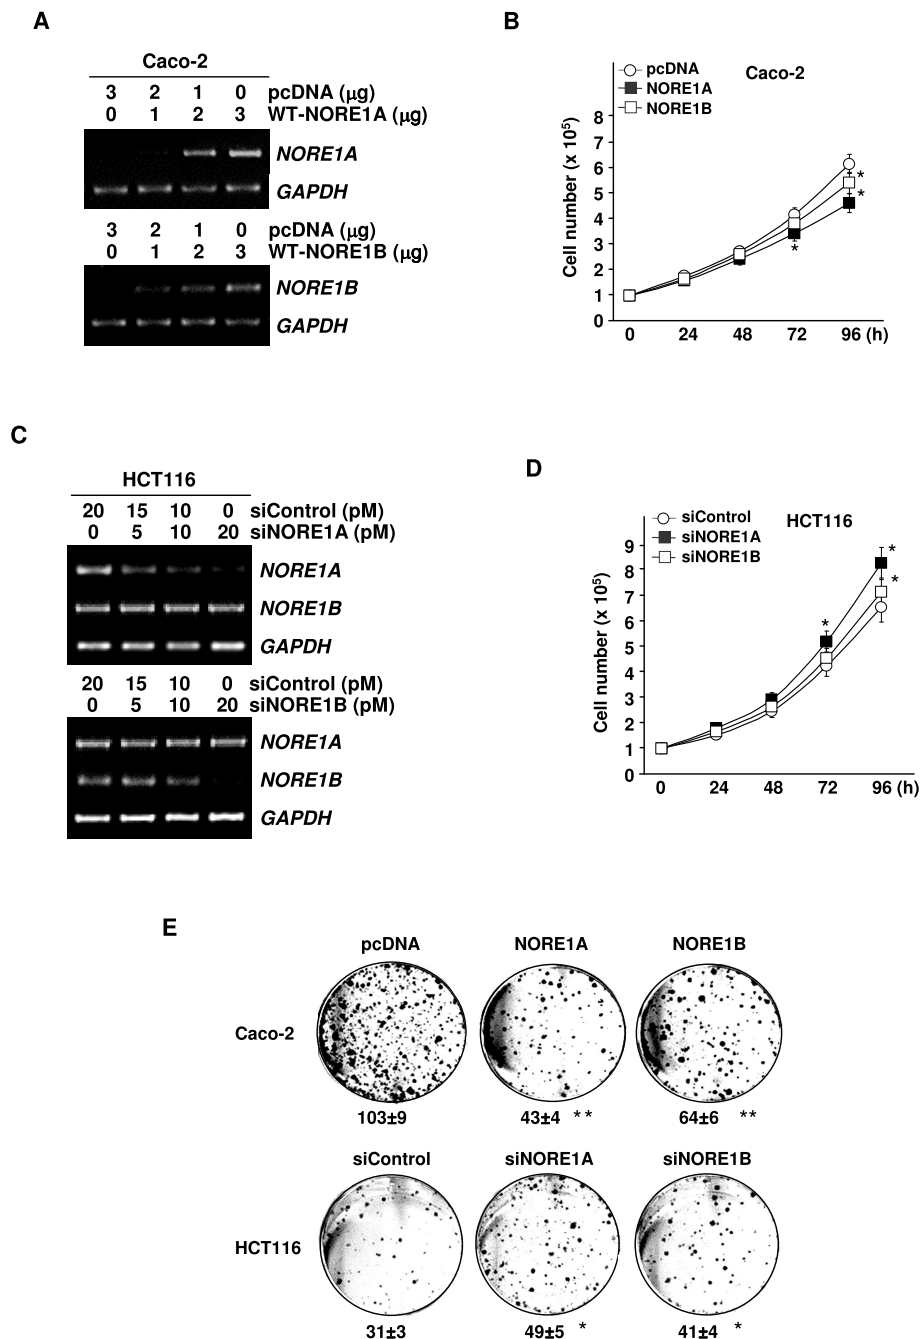 A
Caco-2
3 2 1 0 pcDNA (μg)
0 1 2 3 WT-NORE1A (μg)
NORE1A
GAPDH
3 2 1 0 pcDNA (μg)
0 1 2 3 WT-NORE1B (μg)
NORE1B
GAPDH
B
pcDNA
NORE1A
NORE1B
Caco-2
Cell number (x 10⁵)
8
7
6
5
4
3
2
1
0
*
*
*
0 24 48 72 96 (h)
C
HCT116
20 15 10 0 siControl (pM)
0 5 10 20 siNORE1A (pM)
NORE1A
NORE1B
GAPDH
20 15 10 0 siControl (pM)
0 5 10 20 siNORE1B (pM)
NORE1A
NORE1B
GAPDH
D
siControl
siNORE1A
siNORE1B
HCT116
Cell number (x 10⁵)
9
8
7
6
5
4
3
2
1
0
*
*
*
0 24 48 72 96 (h)
E
pcDNA NORE1A NORE1B
Caco-2
103±9 43±4 ** 64±6 **
siControl siNORE1A siNORE1B
HCT116
31±3 49±5 * 41±4 *